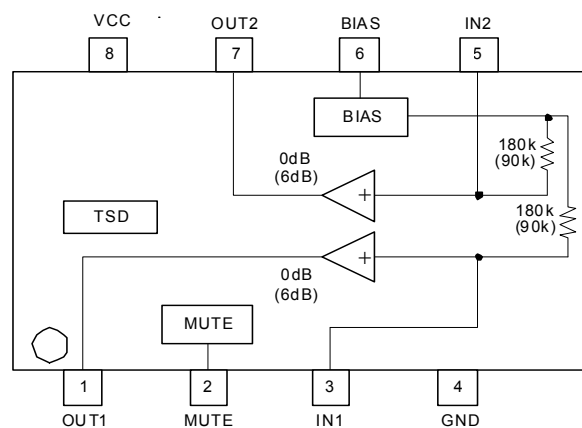 VCC OUT2 BIAS IN2
8 7 6 5
BIAS
180k
(90k)
0dB
(6dB)
+
TSD
180k
(90k)
+
0dB
(6dB)
MUTE
1 2 3 4
OUT1 MUTE IN1 GND